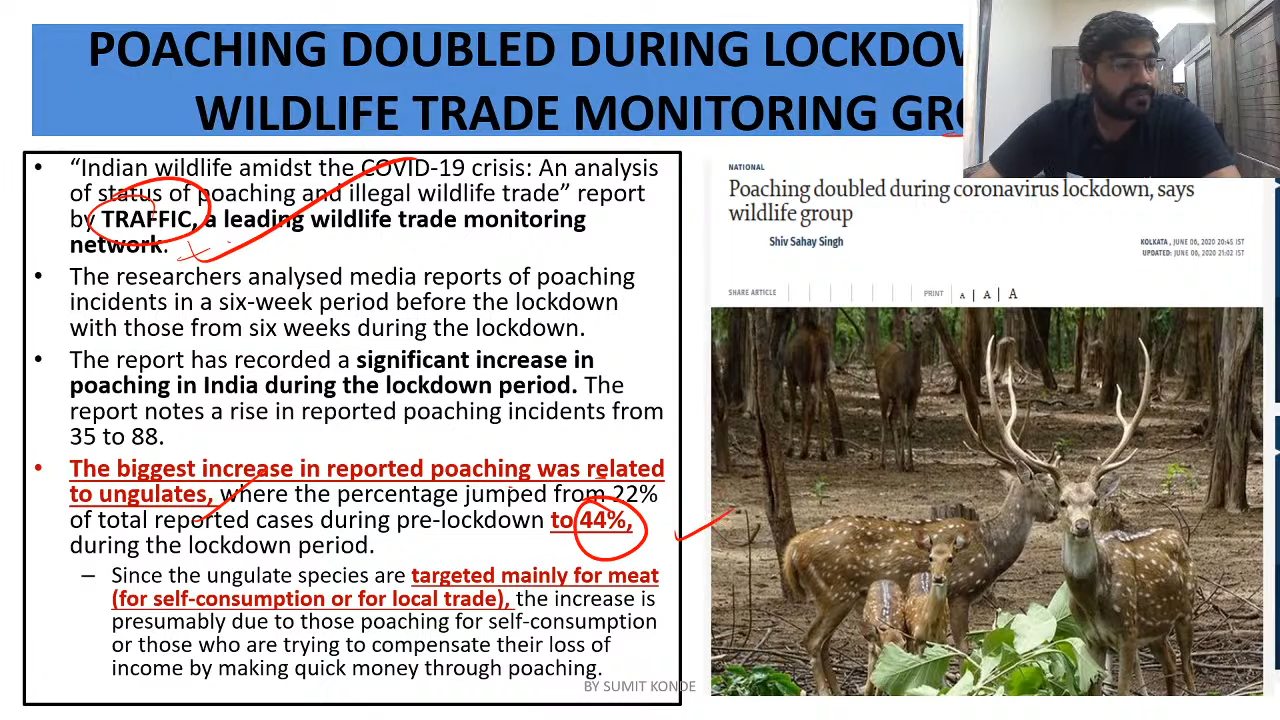 POACHING DOUBLED DURING LOCKDOW
WILDLIFE TRADE MONITORING GR
• “Indian wildlife amidst the COVID-19 crisis: An analysis
of status of poaching and illegal wildlife trade” report
by TRAFFIC, a leading wildlife trade monitoring
network.
• The researchers analysed media reports of poaching
incidents in a six-week period before the lockdown
with those from six weeks during the lockdown.
• The report has recorded a significant increase in
poaching in India during the lockdown period. The
report notes a rise in reported poaching incidents from
35 to 88.
• The biggest increase in reported poaching was related
to ungulates, where the percentage jumped from 22%
of total reported cases during pre-lockdown to 44%,
during the lockdown period.
– Since the ungulate species are targeted mainly for meat
(for self-consumption or for local trade), the increase is
presumably due to those poaching for self-consumption
or those who are trying to compensate their loss of
income by making quick money through poaching.
BY SUMIT KONDE
NATIONAL
Poaching doubled during coronavirus lockdown, says
wildlife group
Shiv Sahay Singh
KOLKATA, JUNE 06, 2020 20:45 IST
UPDATED: JUNE 06, 2020 21:02 IST
SHARE ARTICLE | | | | | | PRINT | A | A | A